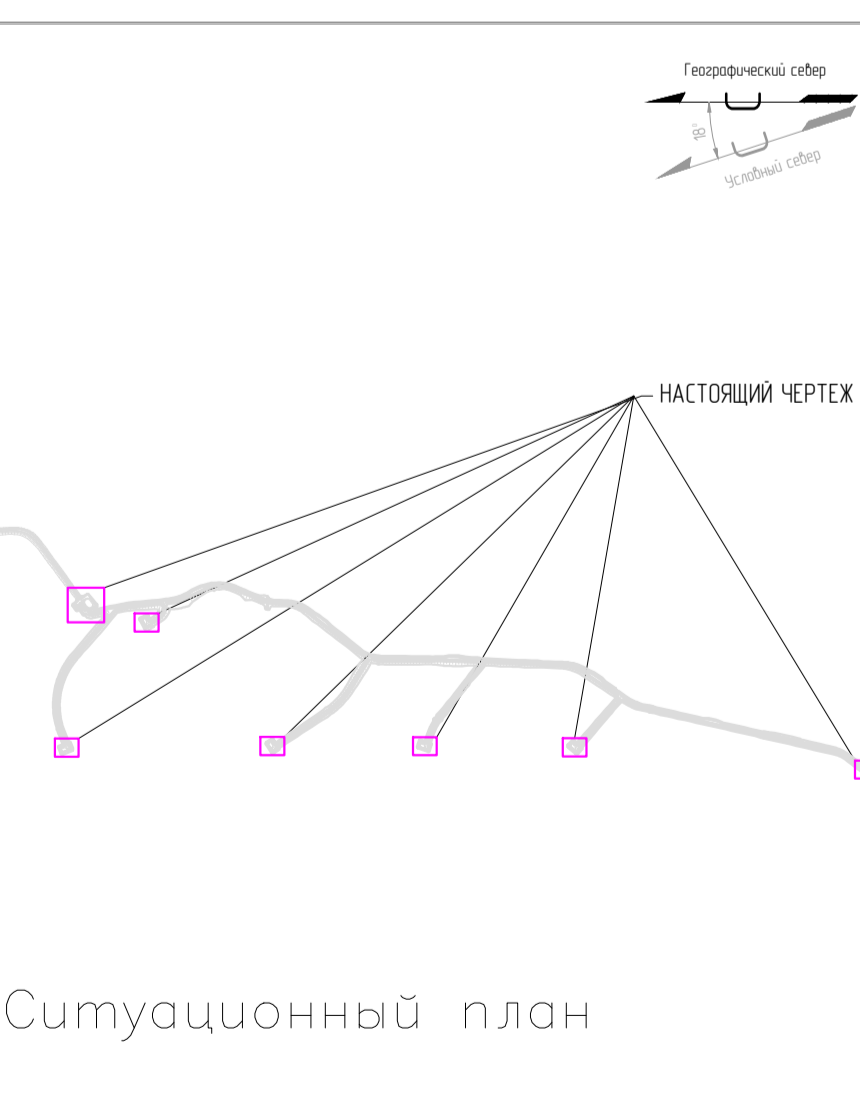 Географический север
18°
Условный север
НАСТОЯЩИЙ ЧЕРТЕЖ
Ситуационный план